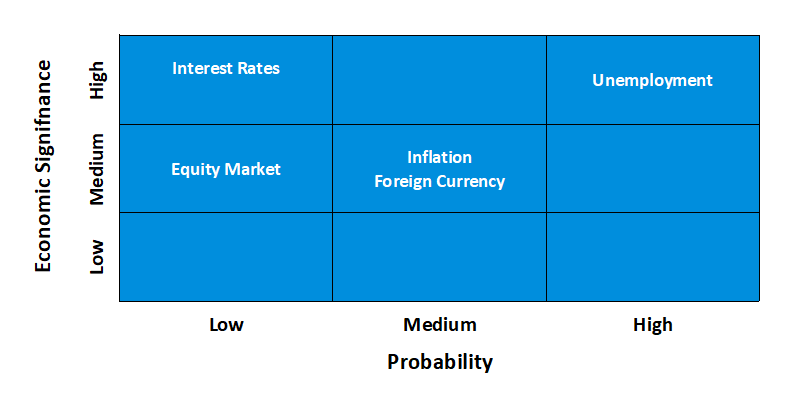 Economic Signifnance
High
Medium
Low
Interest Rates
Unemployment
Equity Market
Inflation
Foreign Currency
Low
Medium
High
Probability